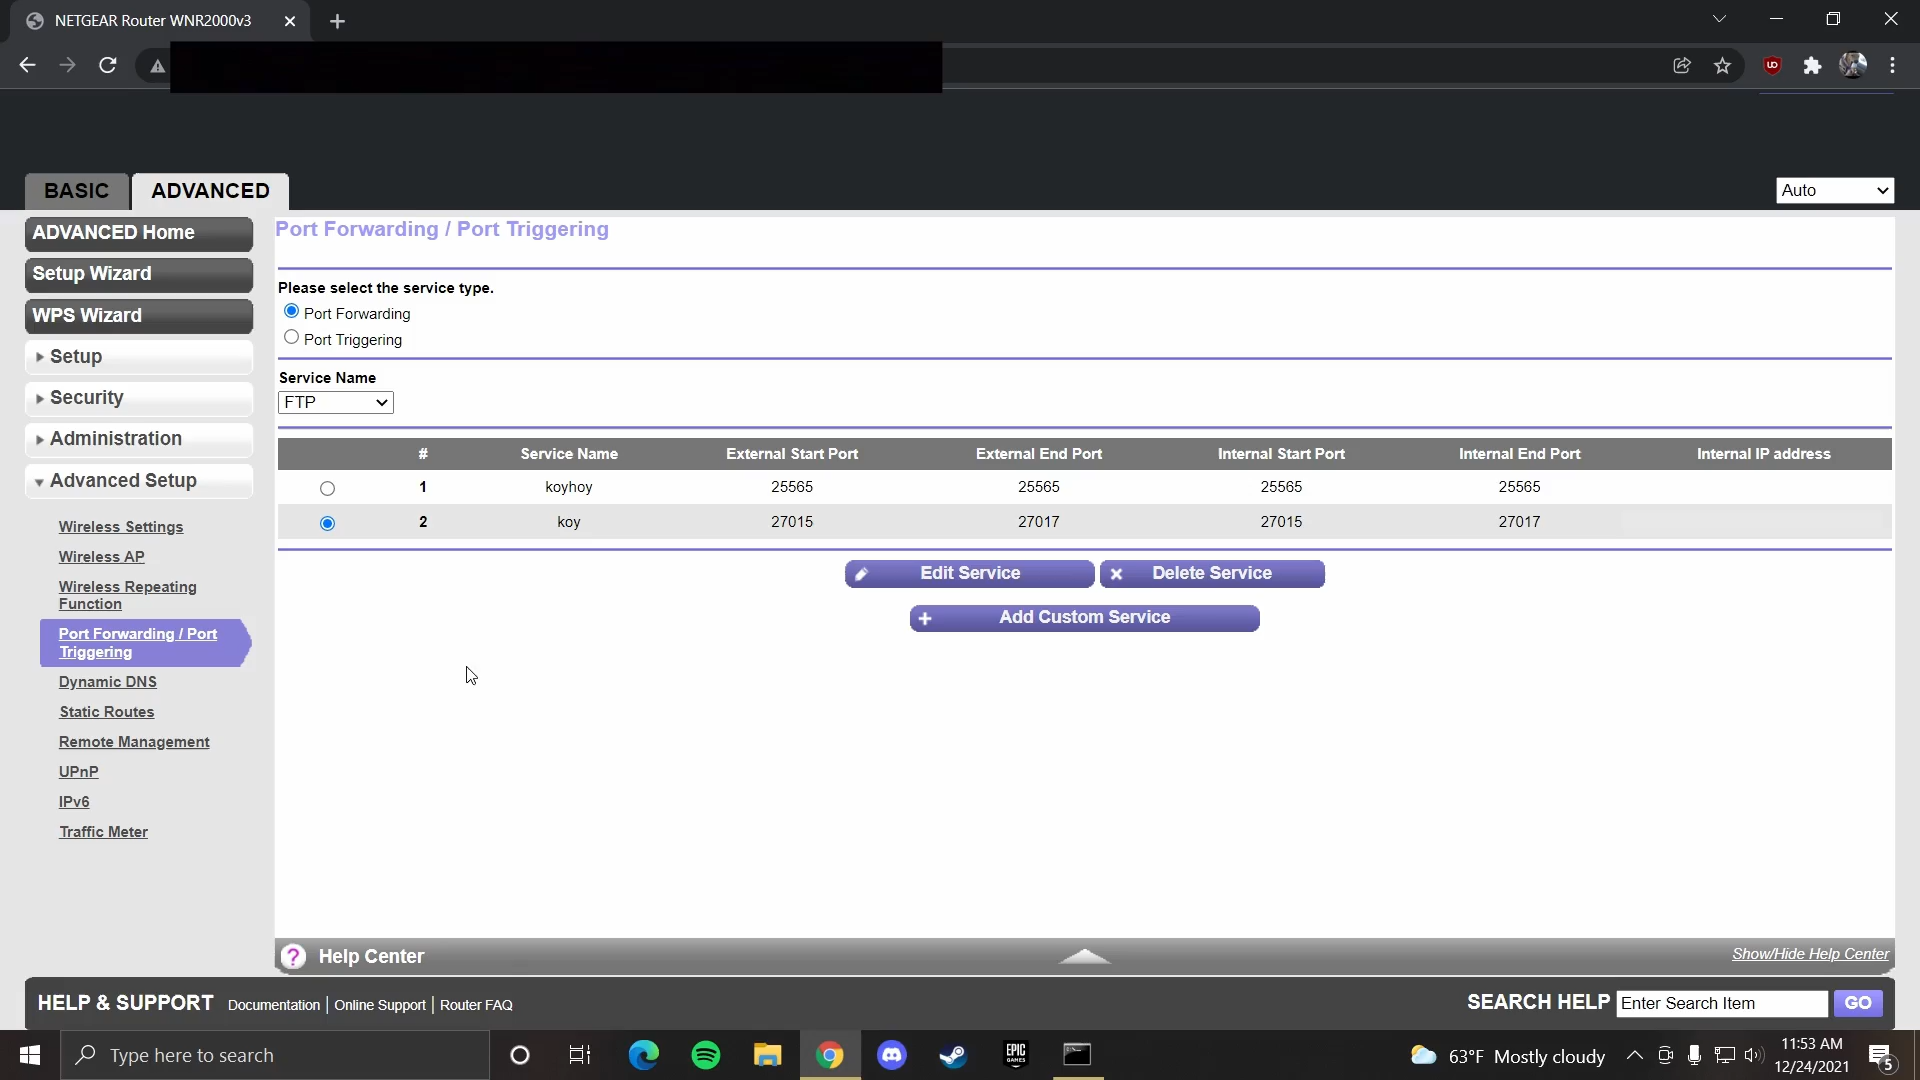 NETGEAR Router WNR2000v3
BASIC
ADVANCED
Auto
ADVANCED Home
Setup Wizard
WPS Wizard
Setup
Security
Administration
Advanced Setup
Wireless Settings
Wireless AP
Wireless Repeating
Function
Port Forwarding / Port
Triggering
Dynamic DNS
Static Routes
Remote Management
UPnP
IPv6
Traffic Meter
Port Forwarding / Port Triggering
Please select the service type.
Port Forwarding
Port Triggering
Service Name
FTP
# Service Name External Start Port External End Port Internal Start Port Internal End Port Internal IP address
1 koyhoy 25565 25565 25565 25565
2 koy 27015 27017 27015 27017
Edit Service
Delete Service
Add Custom Service
? Help Center
Show/Hide Help Center
HELP & SUPPORT Documentation | Online Support | Router FAQ
SEARCH HELP Enter Search Item GO
Type here to search
EPIC
GAMES
63°F Mostly cloudy
11:53 AM
12/24/2021
5